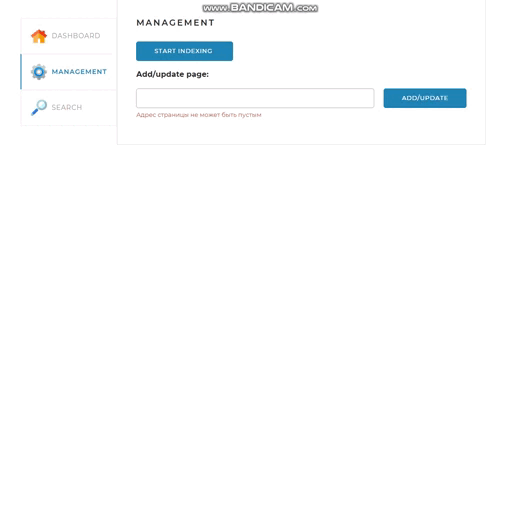 www.BANDICAM.com
MANAGEMENT
DASHBOARD
START INDEXING
MANAGEMENT
Add/update page:
ADD/UPDATE
SEARCH
Адрес страницы не может быть пустым